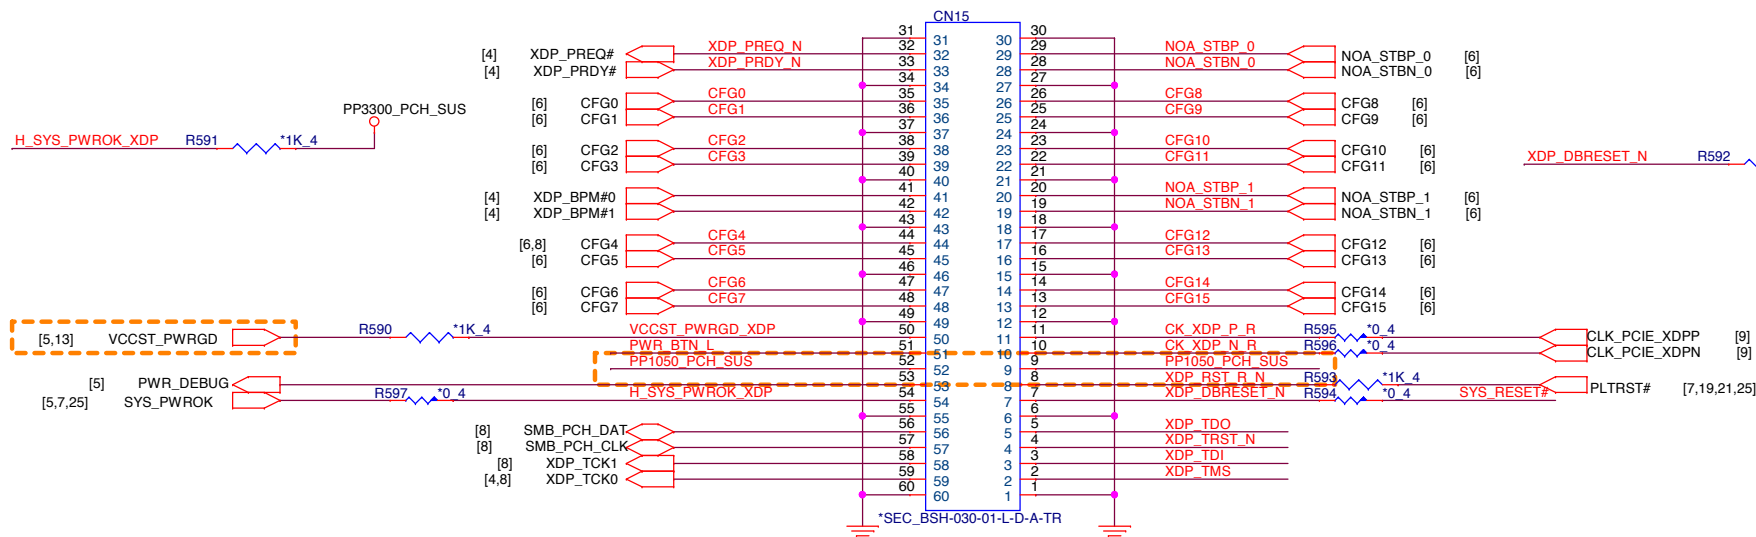 CN15
31 31 30 30
[4] XDP_PREQ# XDP_PREQ_N 32 32 29 29 NOA_STBP_0 NOA_STBP_0 [6]
[4] XDP_PRDY# XDP_PRDY_N 33 33 28 28 NOA_STBN_0 NOA_STBN_0 [6]
34 34 27 27
[6] CFG0 CFG0 35 35 26 26 CFG8 CFG8 [6]
[6] CFG1 CFG1 36 36 25 25 CFG9 CFG9 [6]
PP3300_PCH_SUS
37 37 24 24
H_SYS_PWROK_XDP R591 *1K_4
[6] CFG2 CFG2 38 38 23 23 CFG10 CFG10 [6]
[6] CFG3 CFG3 39 39 22 22 CFG11 CFG11 [6]
XDP_DBRESET_N R592
40 40 21 21
[4] XDP_BPM#0 41 41 20 20 NOA_STBP_1 NOA_STBP_1 [6]
[4] XDP_BPM#1 42 42 19 19 NOA_STBN_1 NOA_STBN_1 [6]
43 43 18 18
[6,8] CFG4 CFG4 44 44 17 17 CFG12 CFG12 [6]
[6] CFG5 CFG5 45 45 16 16 CFG13 CFG13 [6]
46 46 15 15
[6] CFG6 CFG6 47 47 14 14 CFG14 CFG14 [6]
[6] CFG7 CFG7 48 48 13 13 CFG15 CFG15 [6]
49 49 12 12
[5,13] VCCST_PWRGD R590 *1K_4 VCCST_PWRGD_XDP 50 50 11 11 CK_XDP_P_R R595 *0_4 CLK_PCIE_XDPP [9]
PWR_BTN_L 51 51 10 10 CK_XDP_N_R R596 *0_4 CLK_PCIE_XDPN [9]
PP1050_PCH_SUS 52 52 9 9 PP1050_PCH_SUS
[5] PWR_DEBUG 53 53 8 8 XDP_RST_R_N R593 *1K_4 PLTRST# [7,19,21,25]
[5,7,25] SYS_PWROK R597 *0_4 H_SYS_PWROK_XDP 54 54 7 7 XDP_DBRESET_N R594 *0_4 SYS_RESET#
55 55 6 6
[8] SMB_PCH_DAT 56 56 5 5 XDP_TDO
[8] SMB_PCH_CLK 57 57 4 4 XDP_TRST_N
[8] XDP_TCK1 58 58 3 3 XDP_TDI
[4,8] XDP_TCK0 59 59 2 2 XDP_TMS
60 60 1 1
*SEC_BSH-030-01-L-D-A-TR